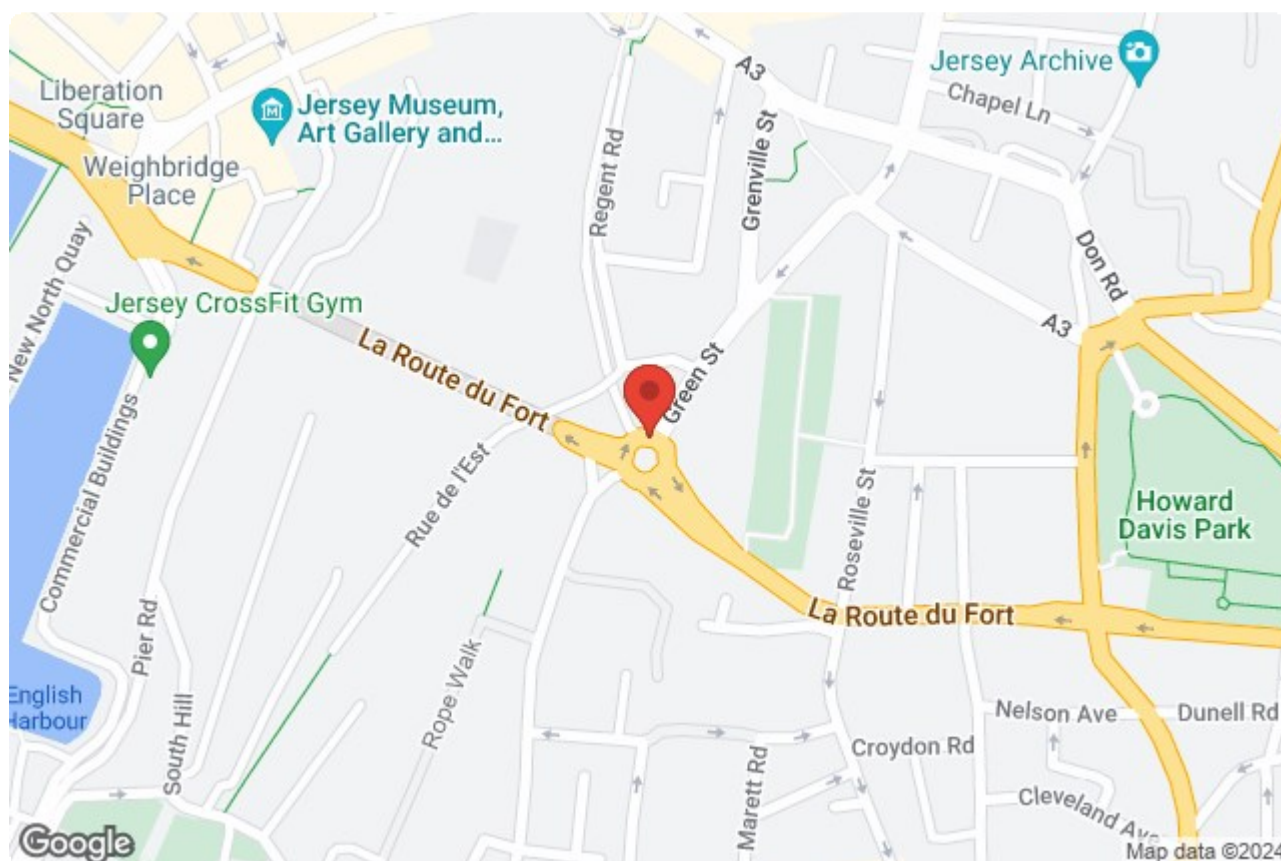 Liberation
Square
Jersey Museum,
Art Gallery and...
Weighbridge
Place
New North Quay
Jersey CrossFit Gym
Commercial Buildings
English
Harbour
Pier Rd
South Hill
La Route du Fort
Rue de l'Est
Rope Walk
Regent Rd
Green St
Grenville St
A3
Jersey Archive
Chapel Ln
Don Rd
A3
Roseville St
Howard
Davis Park
La Route du Fort
Nelson Ave
Dunell Rd
Croydon Rd
Marett Rd
Cleveland Ave
Google
Map data ©2024